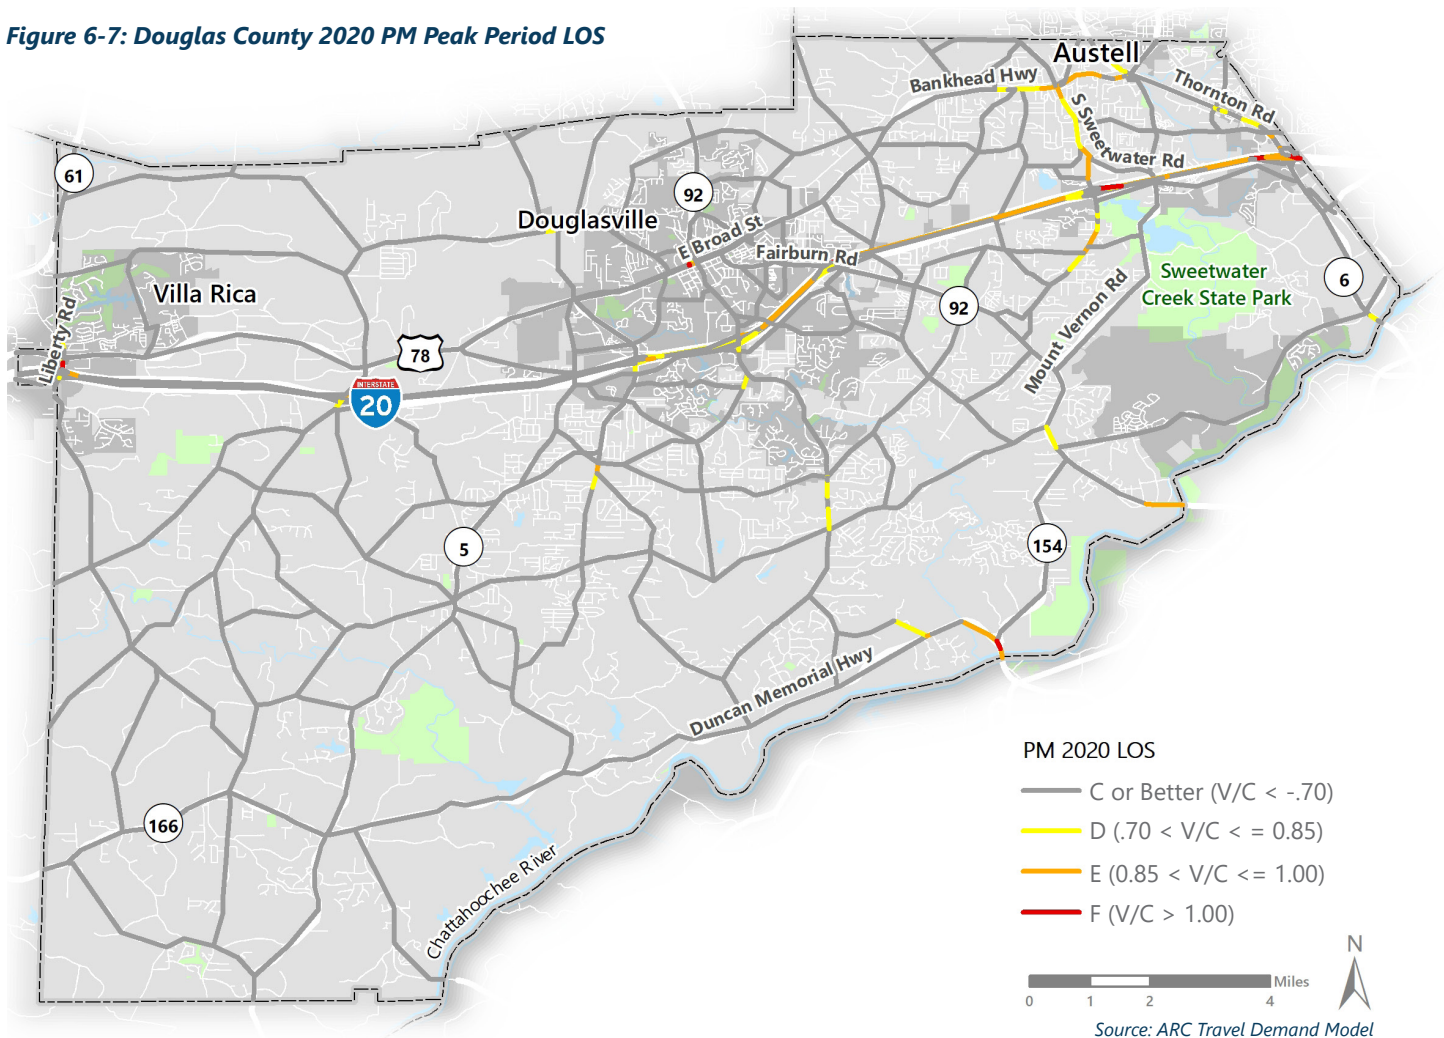 Figure 6-7: Douglas County 2020 PM Peak Period LOS
Austell
Bankhead Hwy
Thornton Rd
S Sweetwater Rd
61
92
Douglasville
E Broad St
Fairburn Rd
Sweetwater
Creek State Park
6
Villa Rica
Liberty Rd
92
Mount Vernon Rd
78
INTERSTATE
20
5
154
Duncan Memorial Hwy
166
Chattahoochee River
PM 2020 LOS
C or Better (V/C < -.70)
D (.70 < V/C < = 0.85)
E (0.85 < V/C <= 1.00)
F (V/C > 1.00)
N
Miles
0 1 2 4
Source: ARC Travel Demand Model